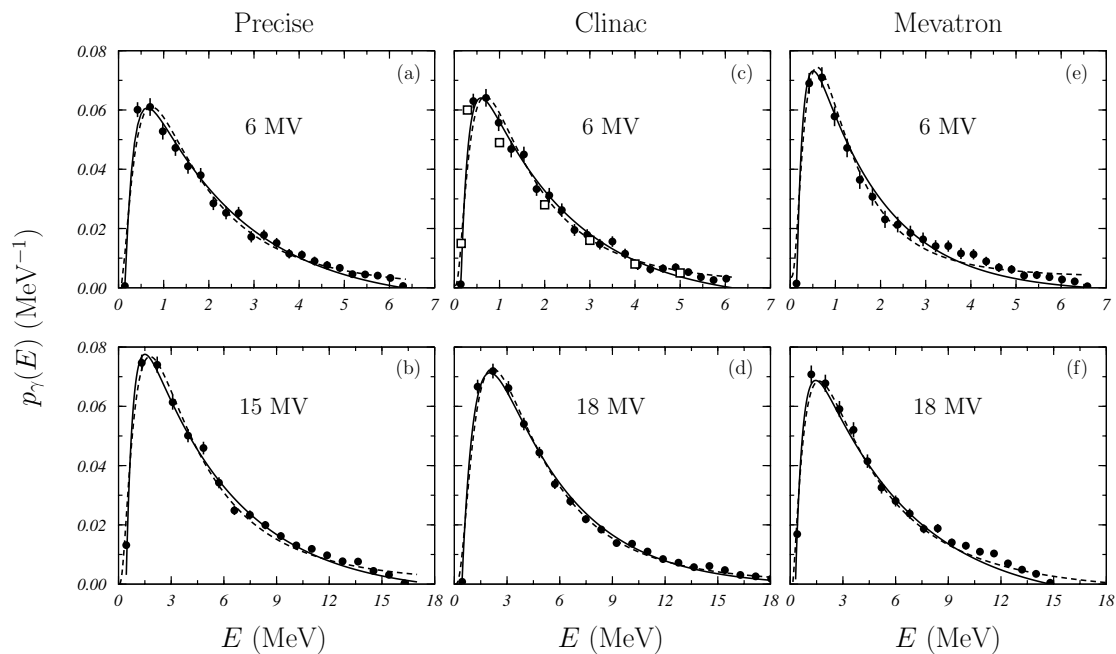 Precise Clinac Mevatron
0.08 (a) (c) (e)
0.06
6 MV 6 MV 6 MV
0.04
0.02
0.00
0 1 2 3 4 5 6 7 0 1 2 3 4 5 6 7 0 1 2 3 4 5 6 7
pγ(E) (MeV⁻¹)
0.08 (b) (d) (f)
0.06
15 MV 18 MV 18 MV
0.04
0.02
0.00
0 3 6 9 12 15 18 0 3 6 9 12 15 18 0 3 6 9 12 15 18
E (MeV) E (MeV) E (MeV)